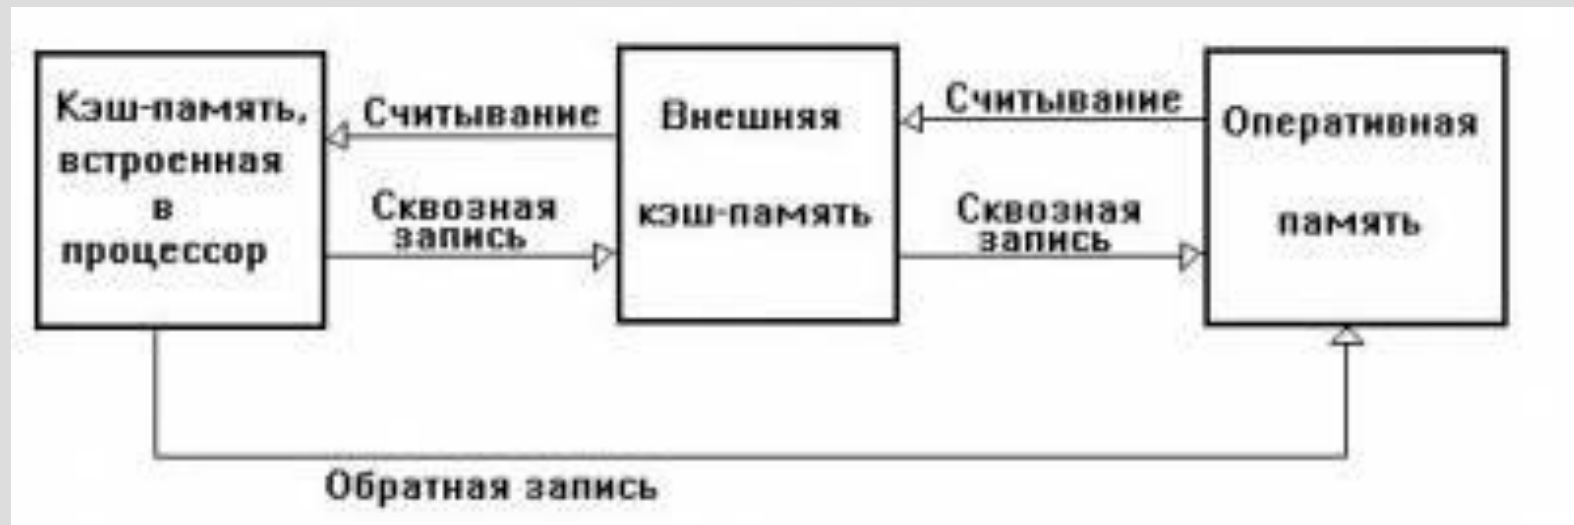 Кэш-память,
встроенная
в
процессор
Считывание
Сквозная
запись
Внешняя
кэш-память
Считывание
Сквозная
запись
Оперативная
память
Обратная запись